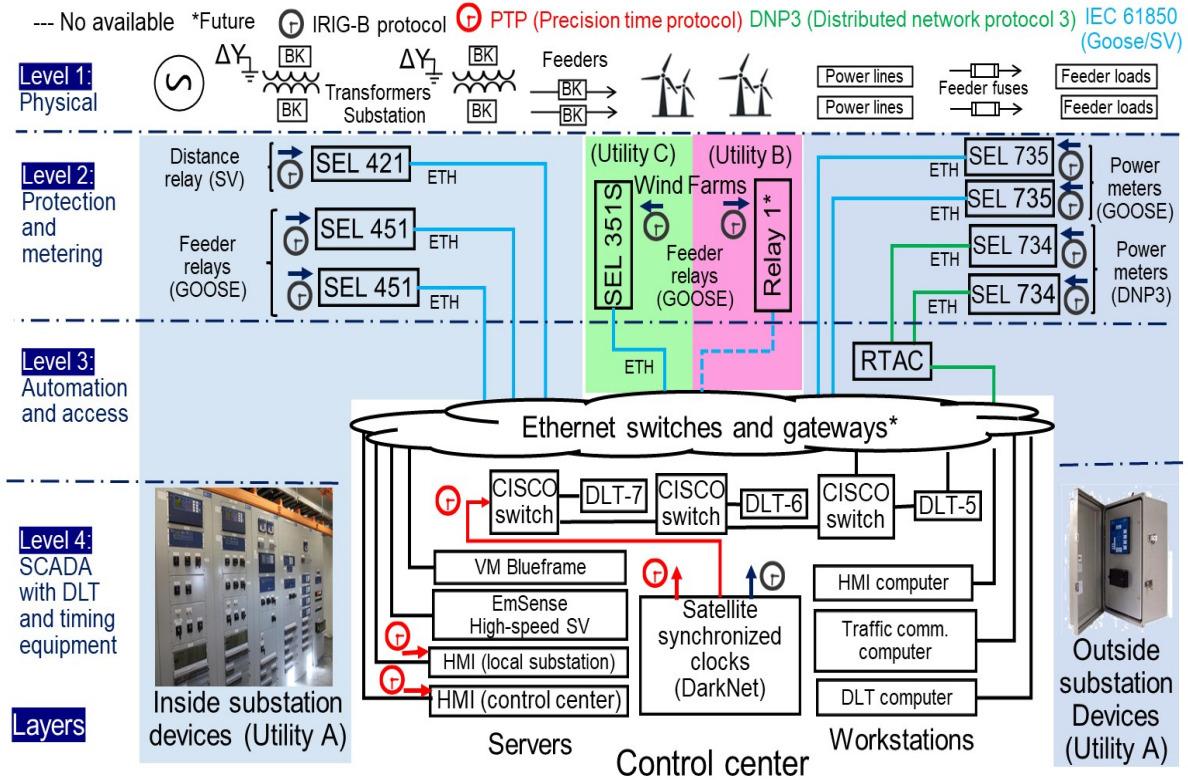 --- No available
*Future
IRIG-B protocol
PTP (Precision time protocol)
DNP3 (Distributed network protocol 3)
IEC 61850
(Goose/SV)
Level 1:
Physical
S
ΔY
BK
BK
Transformers
Substation
ΔY
BK
BK
Feeders
BK
BK
Power lines
Power lines
Feeder fuses
Feeder loads
Feeder loads
Level 2:
Protection
and
metering
Distance
relay (SV)
SEL 421
ETH
Feeder
relays
(GOOSE)
SEL 451
ETH
SEL 451
ETH
(Utility C)
(Utility B)
Wind Farms
SEL 351S
Relay 1*
Feeder
relays
(GOOSE)
ETH
SEL 735
ETH
SEL 735
ETH
Power
meters
(GOOSE)
SEL 734
ETH
SEL 734
ETH
Power
meters
(DNP3)
Level 3:
Automation
and access
RTAC
Ethernet switches and gateways*
Level 4:
SCADA
with DLT
and timing
equipment
CISCO
switch
DLT-7
CISCO
switch
DLT-6
CISCO
switch
DLT-5
VM Blueframe
EmSense
High-speed SV
HMI (local substation)
HMI (control center)
Satellite
synchronized
clocks
(DarkNet)
HMI computer
Traffic comm.
computer
DLT computer
Layers
Inside substation
devices (Utility A)
Servers
Control center
Workstations
Outside
substation
Devices
(Utility A)